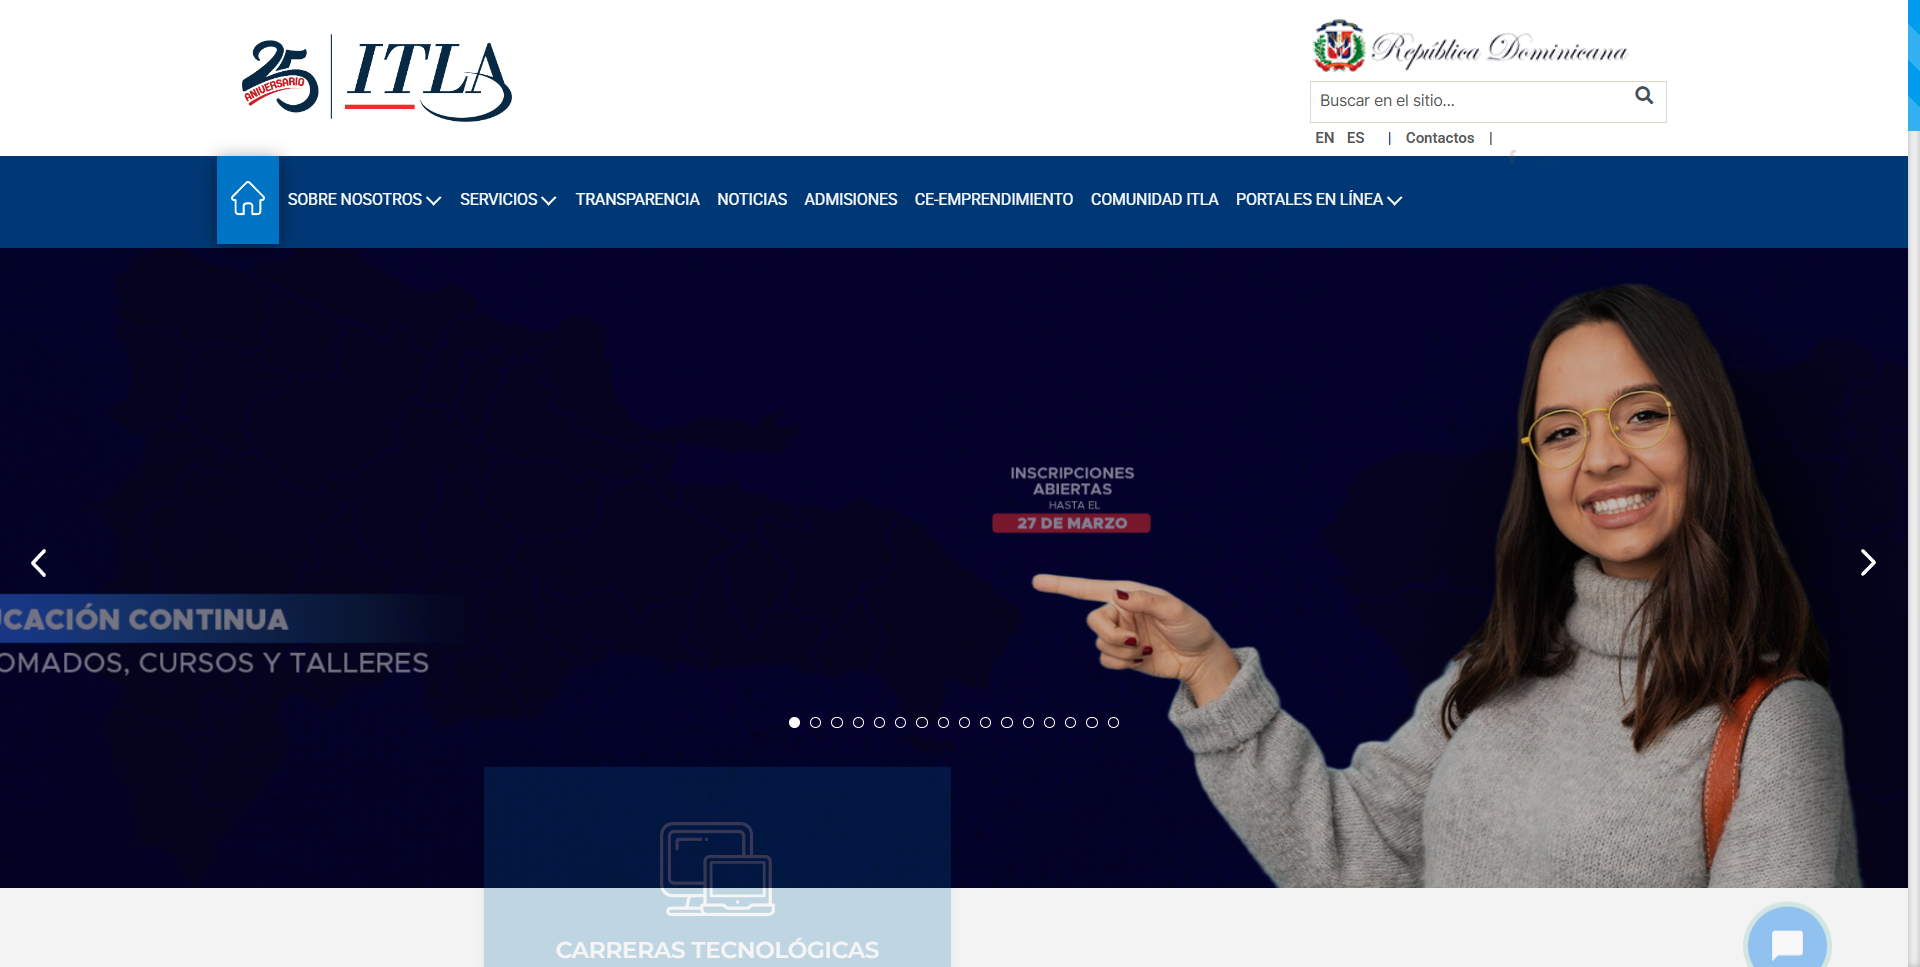 25
ANIVERSARIO
ITLA
República Dominicana
Buscar en el sitio...
EN ES | Contactos |
SOBRE NOSOTROS SERVICIOS TRANSPARENCIA NOTICIAS ADMISIONES CE-EMPRENDIMIENTO COMUNIDAD ITLA PORTALES EN LÍNEA
INSCRIPCIONES
ABIERTAS
HASTA EL
27 DE MARZO
UCACIÓN CONTINUA
OMADOS, CURSOS Y TALLERES
CARRERAS TECNOLÓGICAS